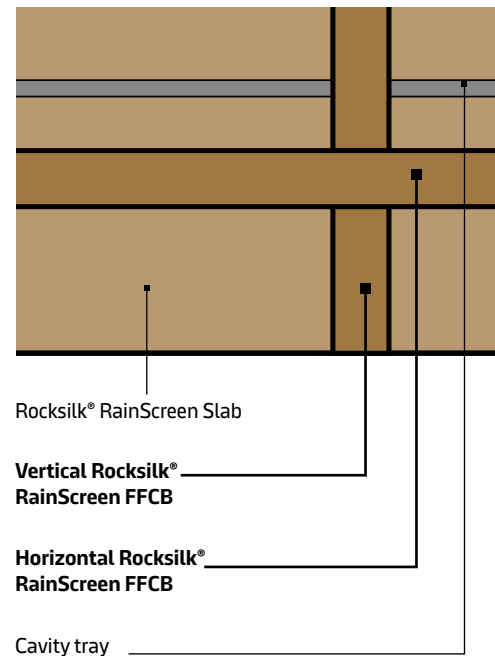 Rocksilk® RainScreen Slab
Vertical Rocksilk®
RainScreen FFCB
Horizontal Rocksilk®
RainScreen FFCB
Cavity tray